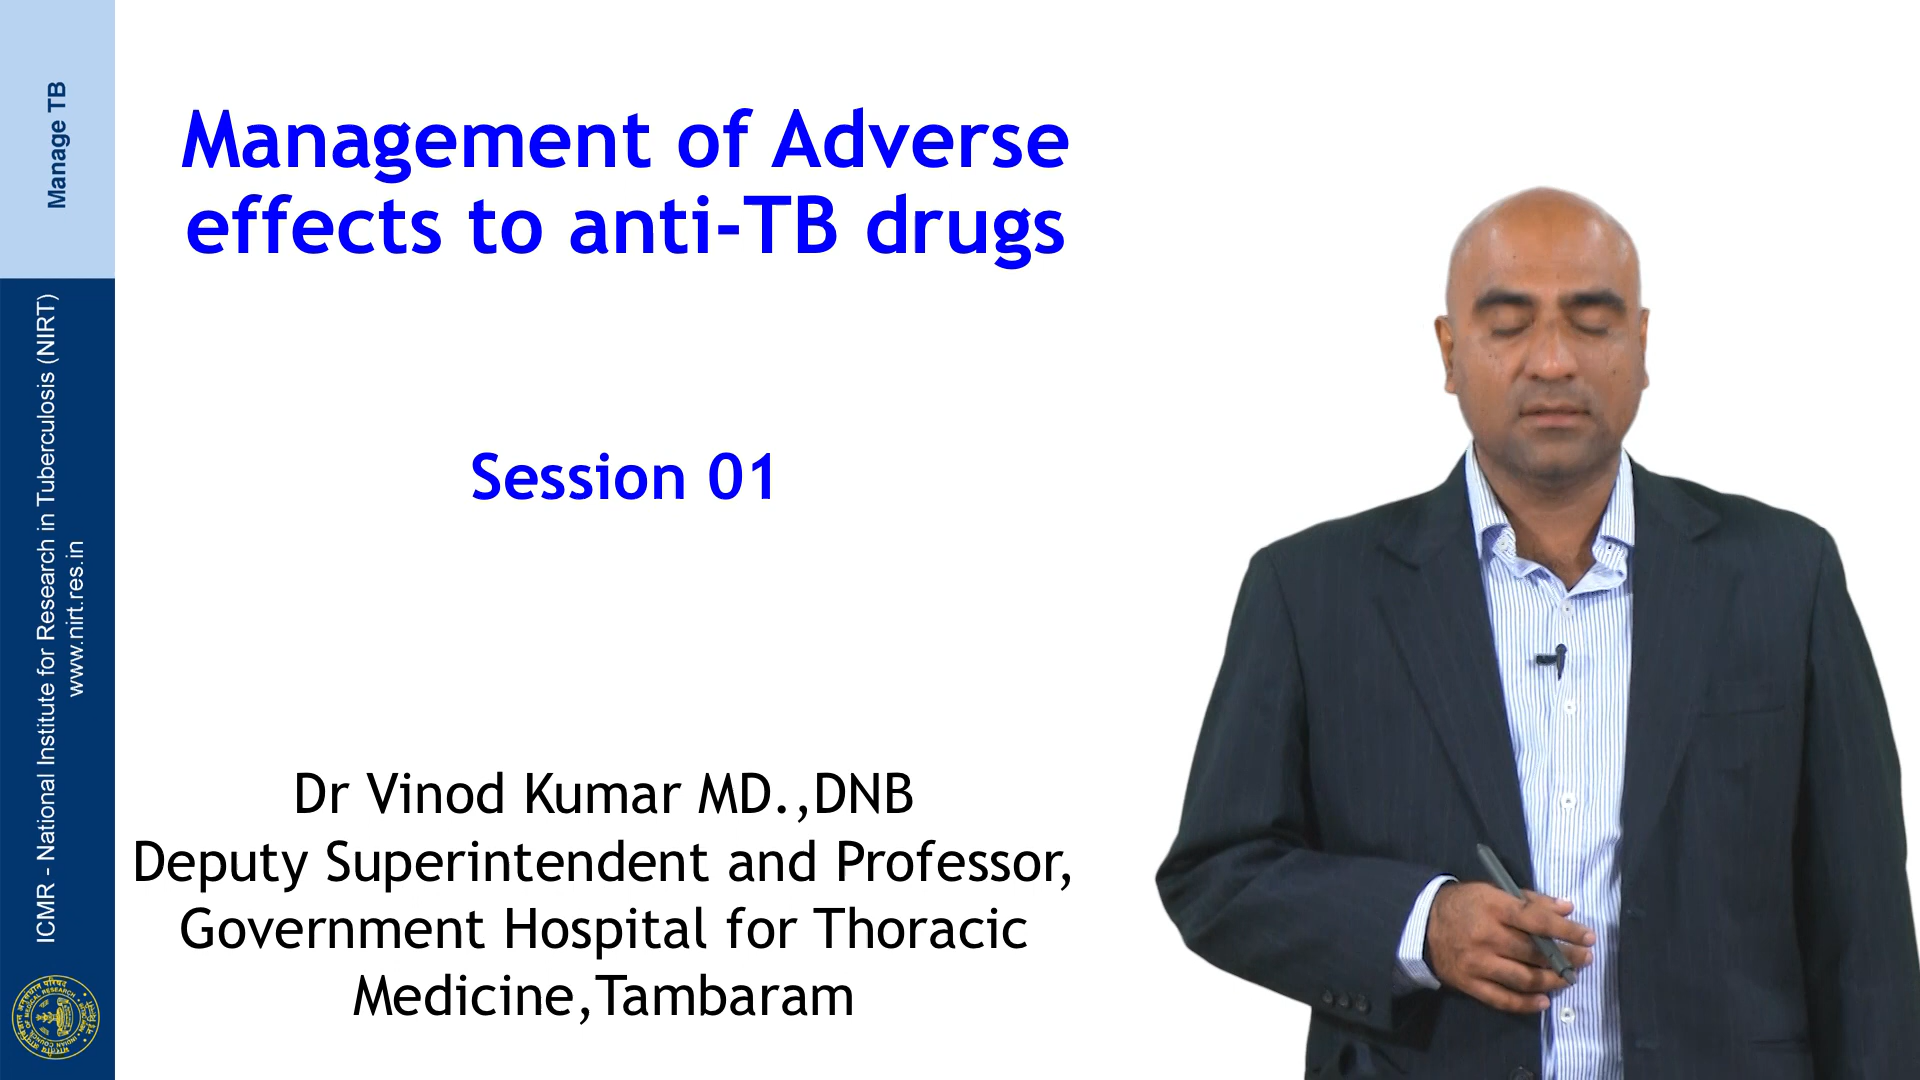 Manage TB
ICMR - National Institute for Research in Tuberculosis (NIRT)
www.nirt.res.in
Management of Adverse
effects to anti-TB drugs
Session 01
Dr Vinod Kumar MD.,DNB
Deputy Superintendent and Professor,
Government Hospital for Thoracic
Medicine,Tambaram